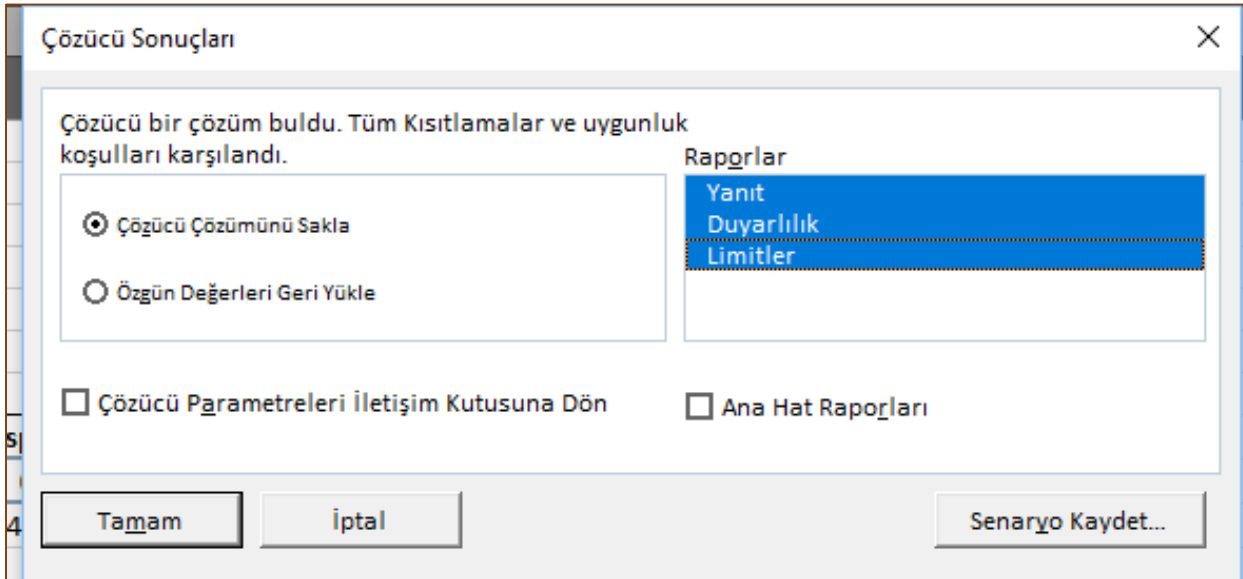 Çözücü Sonuçları
Çözücü bir çözüm buldu. Tüm Kısıtlamalar ve uygunluk
koşulları karşılandı.
Raporlar
Çözücü Çözümünü Sakla
Özgün Değerleri Geri Yükle
Yanıt
Duyarlılık
Limitler
Çözücü Parametreleri İletişim Kutusuna Dön
Ana Hat Raporları
Tamam
İptal
Senaryo Kaydet...
4